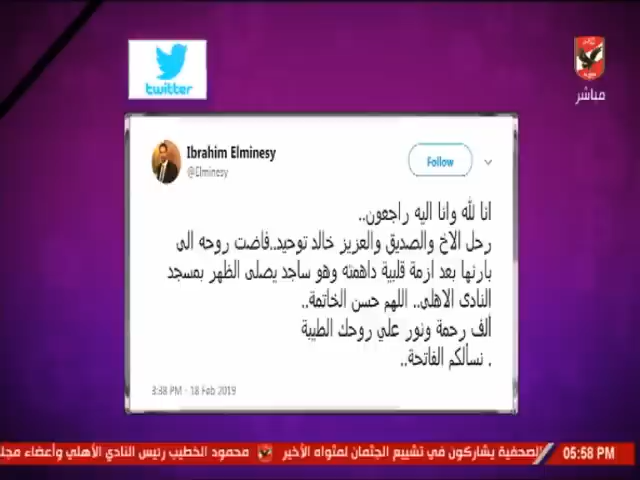 twitter
مباشر
Ibrahim Elminesy
@Elminesy
Follow
انا لله وانا اليه راجعون..
رحل الاخ والصديق والعزيز خالد توحيد..فاضت روحه الى
بارئها بعد ازمة قلبية داهمته وهو ساجد يصلى الظهر بمسجد
النادى الاهلى.. اللهم حسن الخاتمة..
ألف رحمة ونور علي روحك الطيبة
. نسألكم الفاتحة..
3:38 PM - 18 Feb 2019
الصحفية يشاركون في تشييع الجثمان لمثواه الأخير
محمود الخطيب رئيس النادي الأهلي وأعضاء مجل
05:58 PM